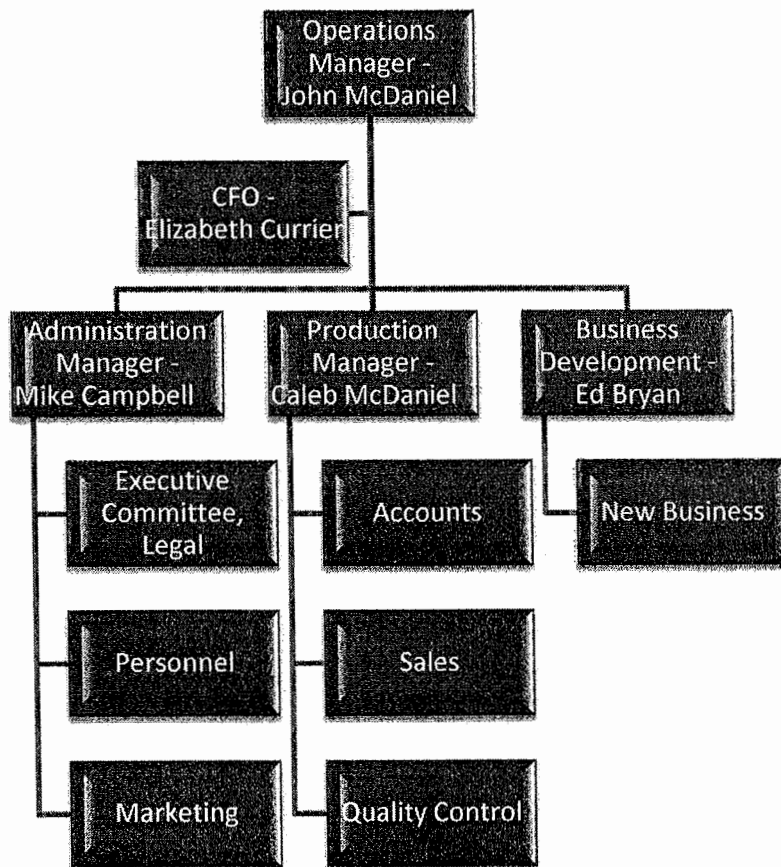 Operations
Manager -
John McDaniel
CFO -
Elizabeth Currier
Administration
Manager -
Mike Campbell
Production
Manager -
Caleb McDaniel
Business
Development -
Ed Bryan
Executive
Committee,
Legal
Accounts
New Business
Personnel
Sales
Marketing
Quality Control